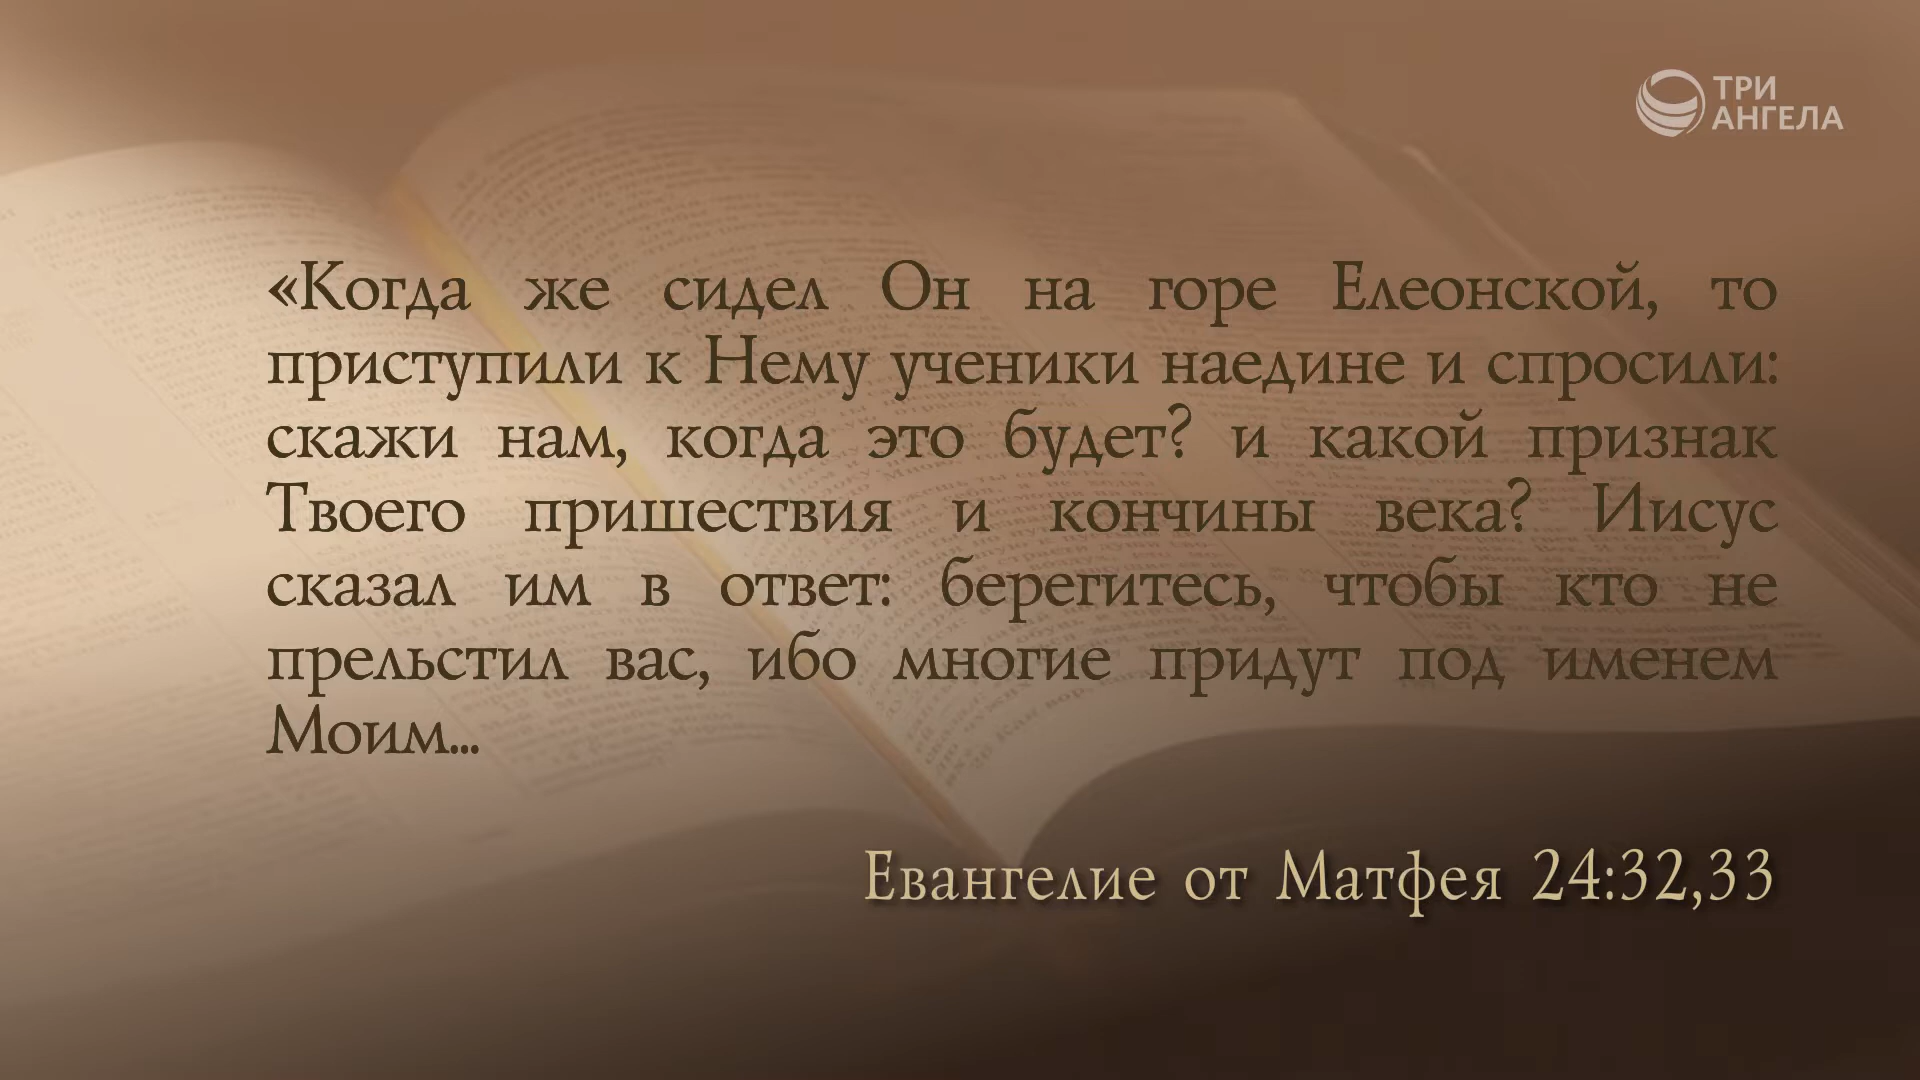 ТРИ
АНГЕЛА
«Когда же сидел Он на горе Елеонской, то
приступили к Нему ученики наедине и спросили:
скажи нам, когда это будет? и какой признак
Твоего пришествия и кончины века? Иисус
сказал им в ответ: берегитесь, чтобы кто не
прельстил вас, ибо многие придут под именем
Моим...
Евангелие от Матфея 24:32,33